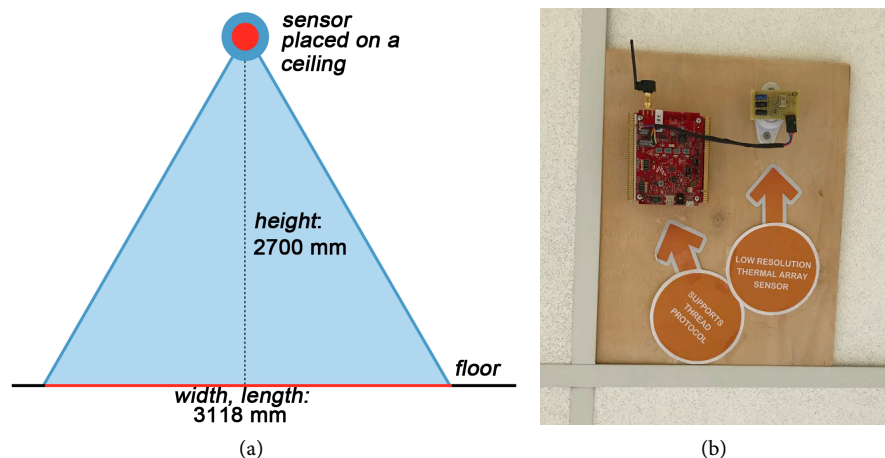 sensor
placed on a
ceiling
height:
2700 mm
floor
width, length:
3118 mm
(a)
LOW RESOLUTION
THERMAL ARRAY
SENSOR
SUPPORTS
THREAD
PROTOCOL
(b)